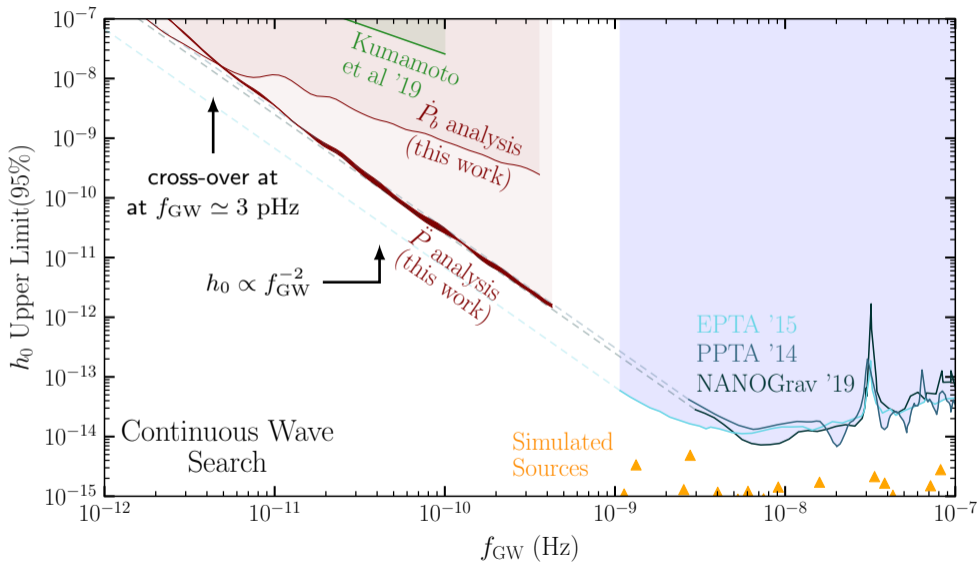 10⁻⁷
10⁻⁸
10⁻⁹
10⁻¹⁰
10⁻¹¹
10⁻¹²
10⁻¹³
10⁻¹⁴
10⁻¹⁵
h₀ Upper Limit(95%)
Kumamoto
et al '19
Ṗ_b analysis
(this work)
cross-over at
at f_GW ≃ 3 pHz
h₀ ∝ f_GW⁻²
P̈ analysis
(this work)
EPTA '15
PPTA '14
NANOGrav '19
Continuous Wave
Search
Simulated
Sources
10⁻¹²
10⁻¹¹
10⁻¹⁰
10⁻⁹
10⁻⁸
10⁻⁷
f_GW (Hz)